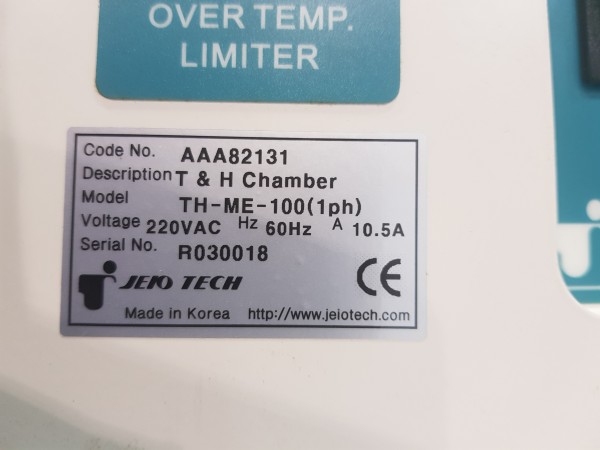 OVER TEMP.
LIMITER
Code No. AAA82131
Description T & H Chamber
Model TH-ME-100(1ph)
Voltage 220VAC Hz 60Hz A 10.5A
Serial No. R030018
JEIO TECH CE
Made in Korea http://www.jeiotech.com